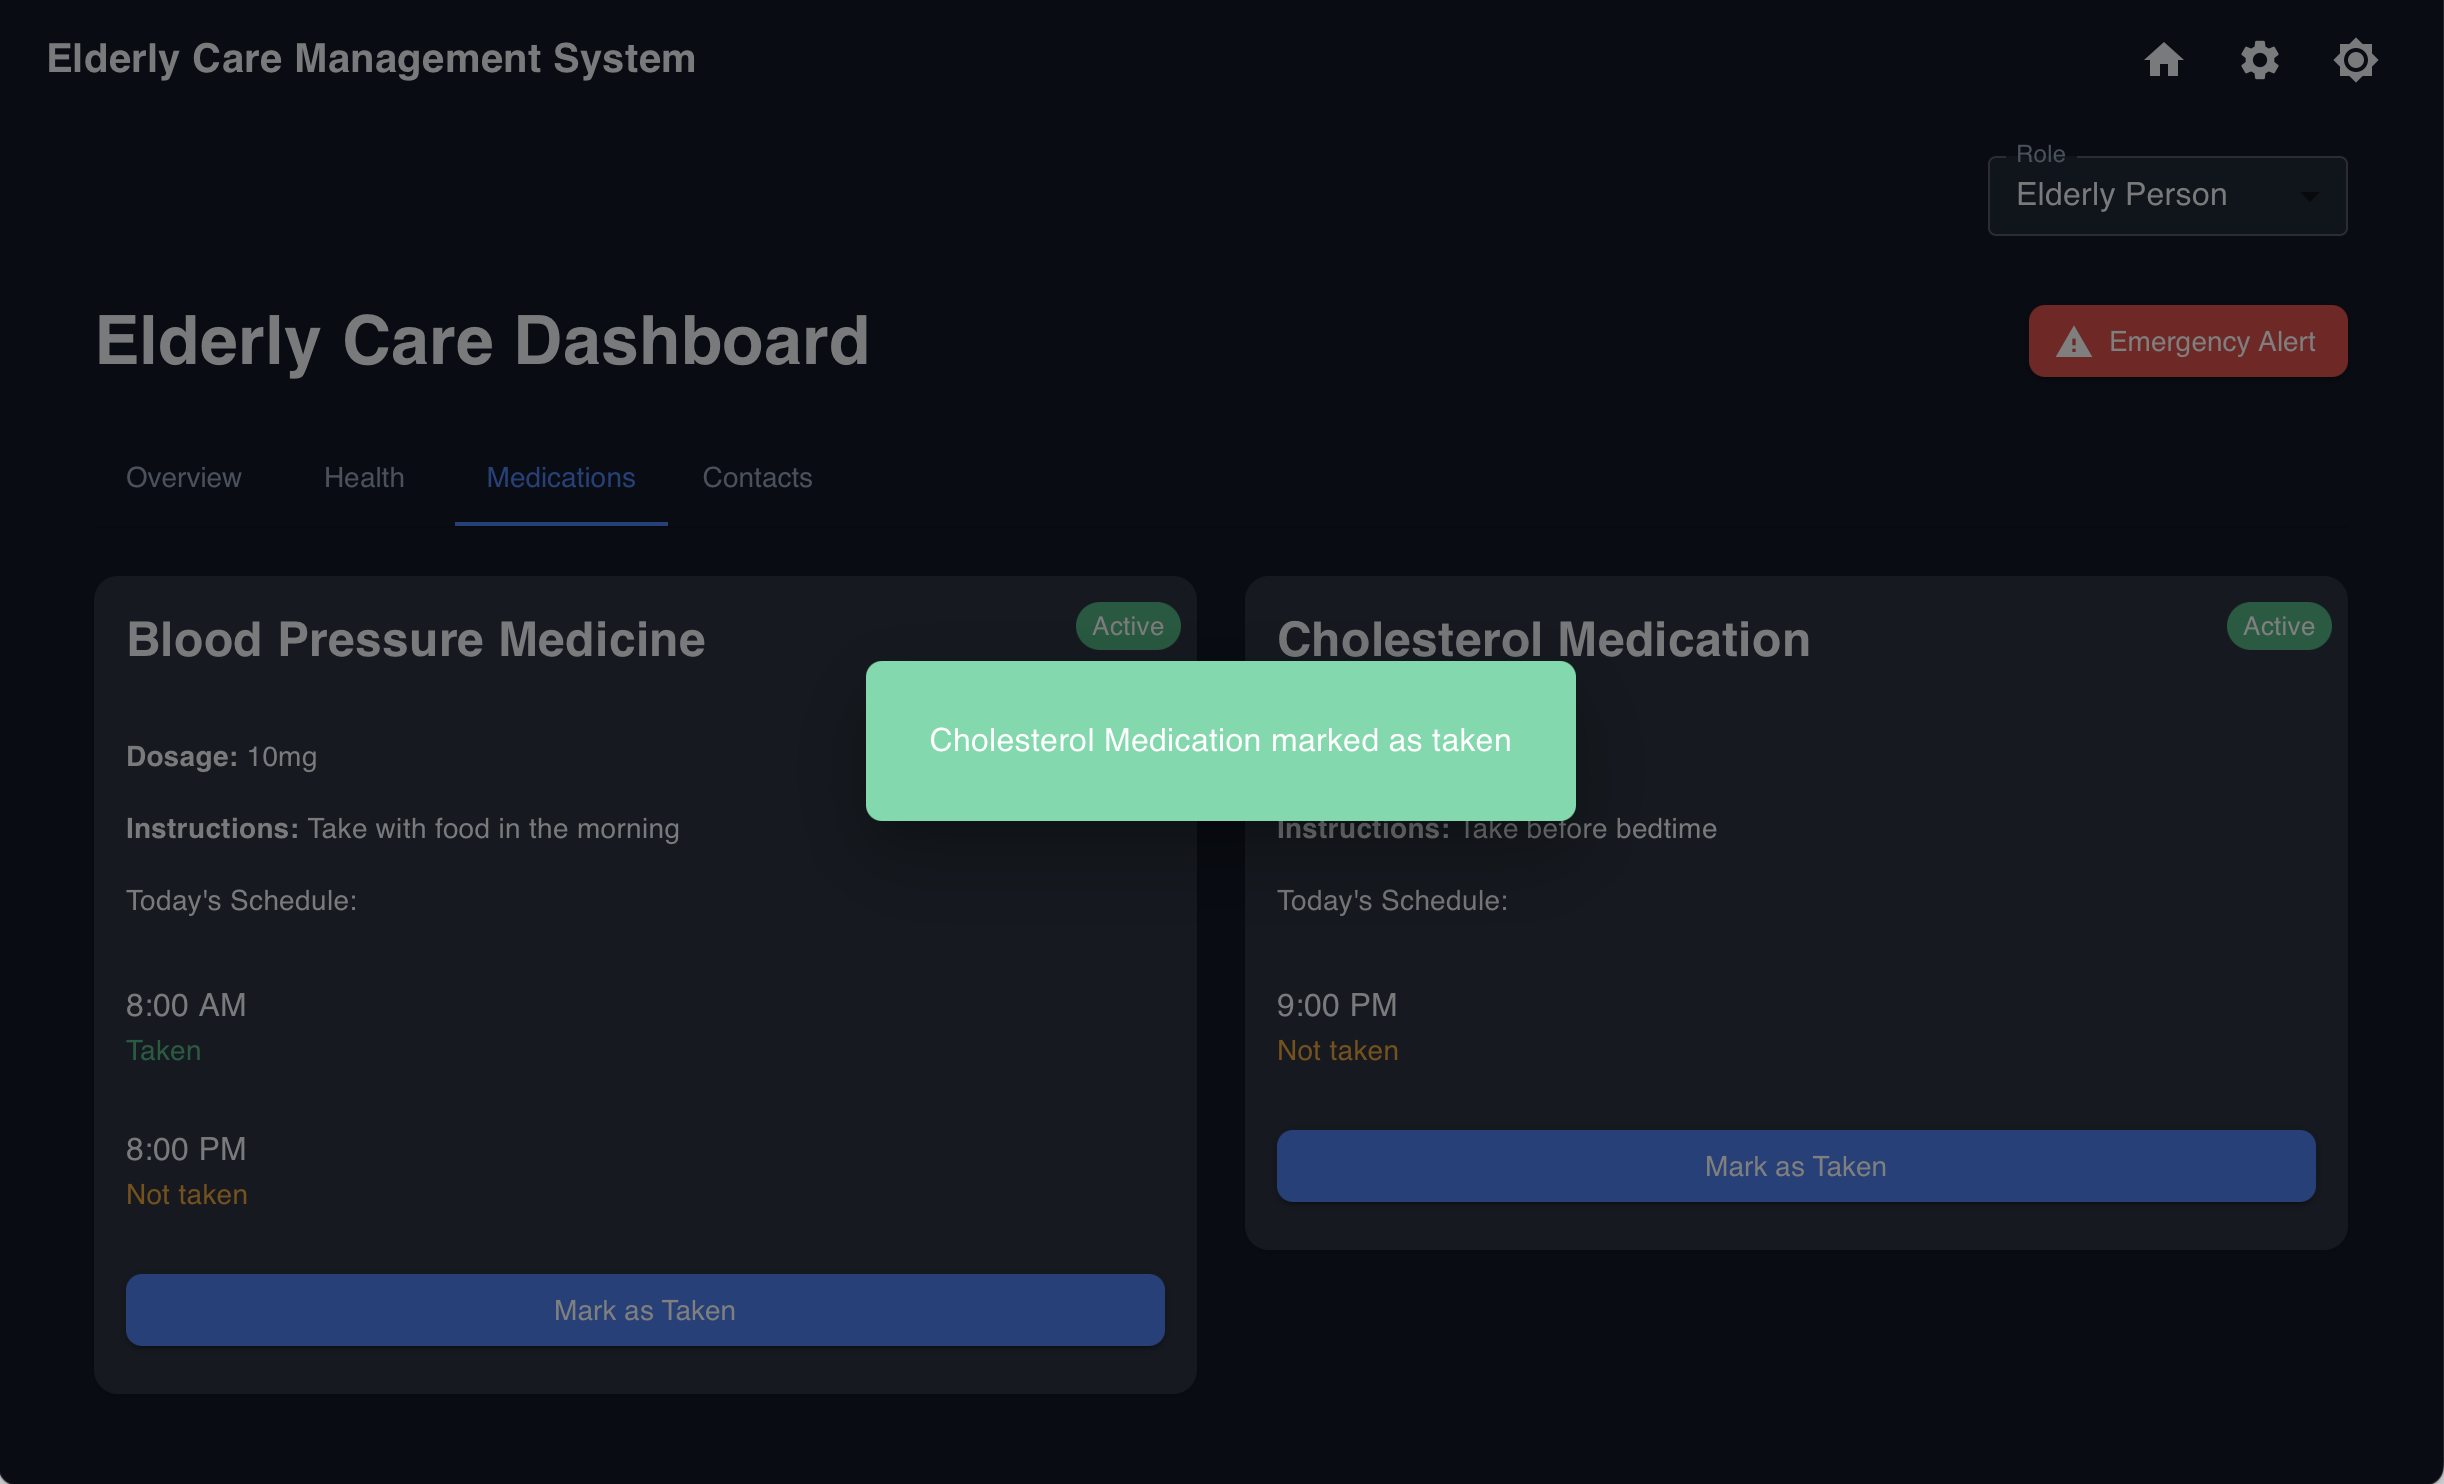 Elderly Care Management System
Role
Elderly Person
Elderly Care Dashboard
Emergency Alert
Overview
Health
Medications
Contacts
Blood Pressure Medicine
Active
Dosage: 10mg
Instructions: Take with food in the morning
Today's Schedule:
8:00 AM
Taken
8:00 PM
Not taken
Mark as Taken
Cholesterol Medication
Active
Cholesterol Medication marked as taken
Instructions: Take before bedtime
Today's Schedule:
9:00 PM
Not taken
Mark as Taken